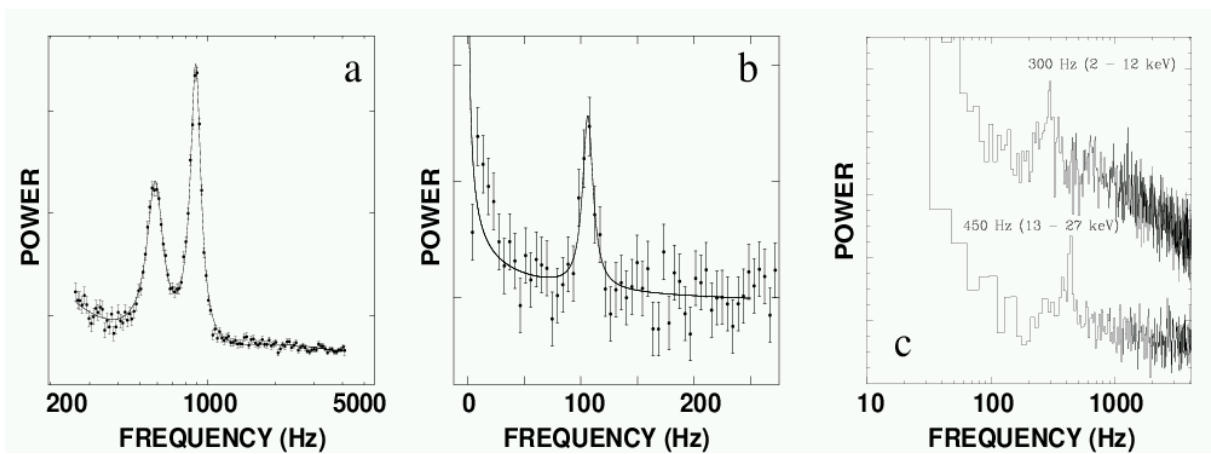 a
POWER
200 1000 5000
FREQUENCY (Hz)
b
POWER
0 100 200
FREQUENCY (Hz)
300 Hz (2 – 12 keV)
450 Hz (13 – 27 keV)
c
POWER
10 100 1000
FREQUENCY (Hz)